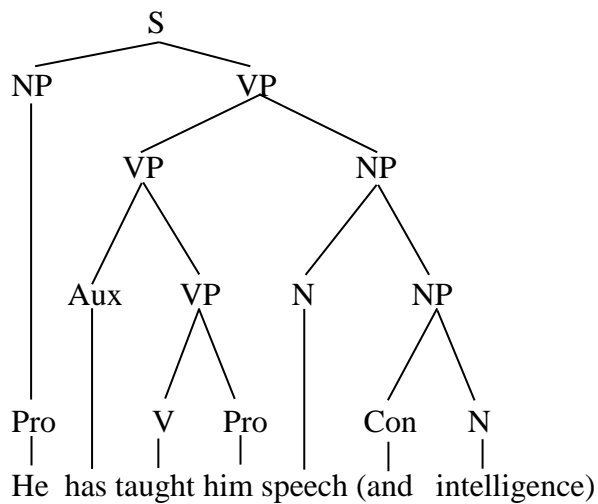 S
NP VP
VP NP
Aux VP N NP
Pro V Pro Con N
He has taught him speech (and intelligence)